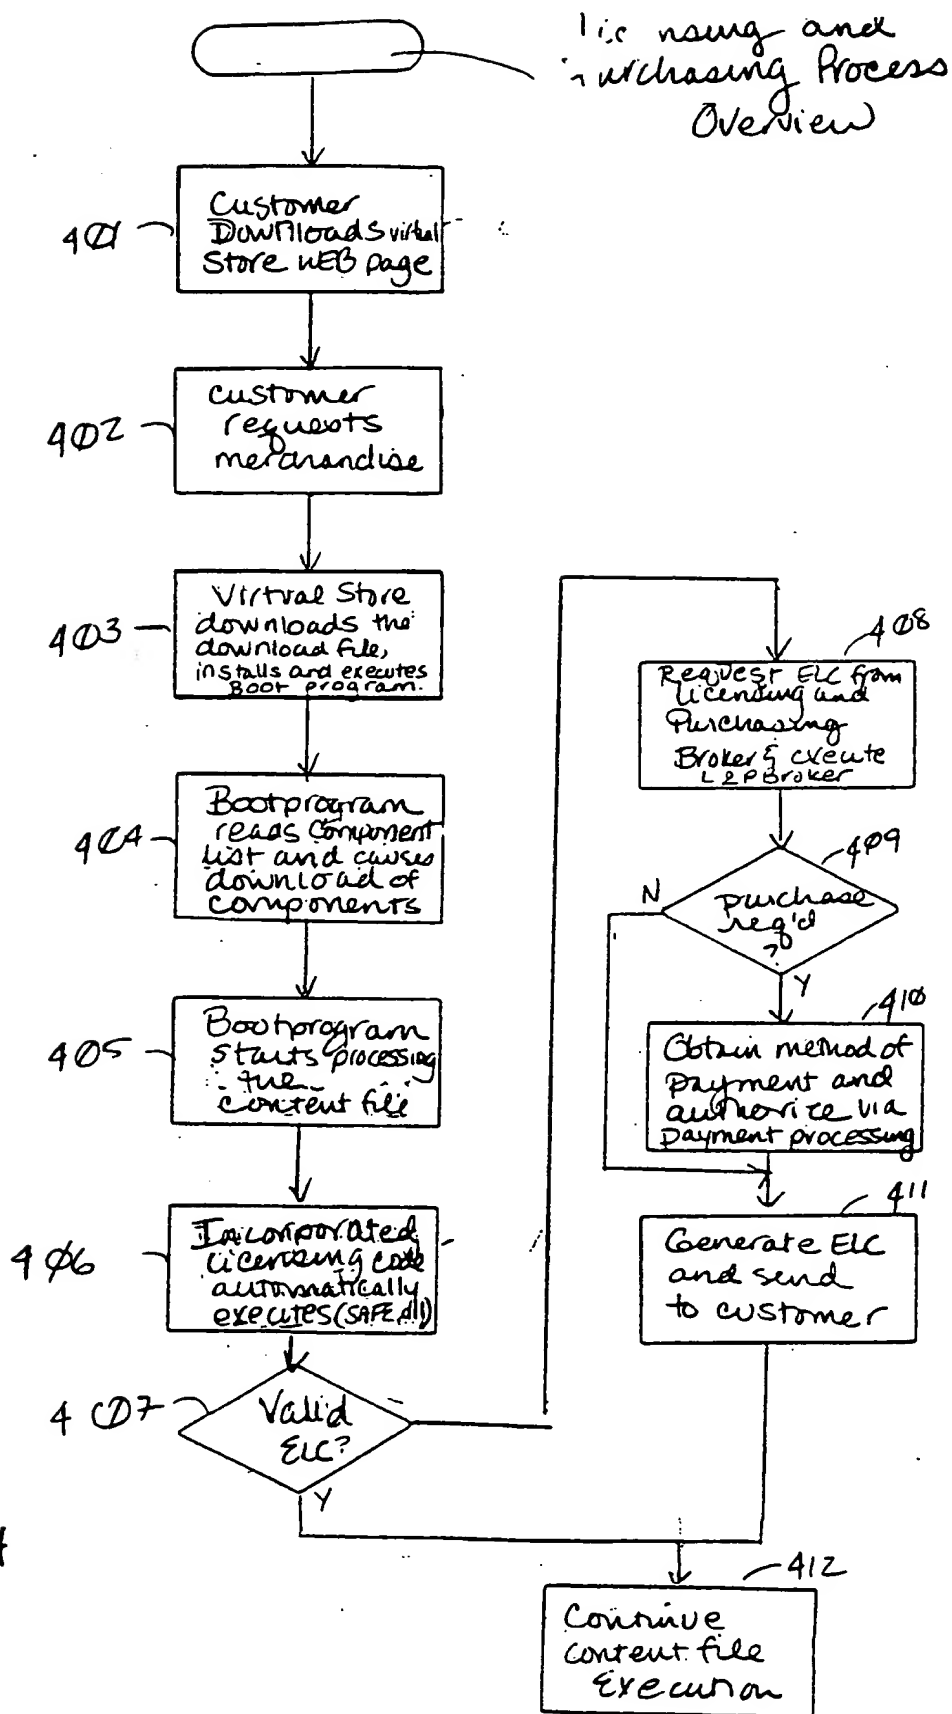 and
Purchasing Process
Overview
401
Customer
Downloads virtual
Store WEB page
402
Customer
requests
merchandise
403
Virtual Store
downloads the
download file,
installs and executes
Boot program.
404
Bootprogram
reads Component
list and causes
download of
components
405
Bootprogram
starts processing
the
content file
406
Incorporated
licensing code
automatically
executes (SAFE.dll)
407
Valid
ELC?
Y
408
Request ELC from
licensing and
Purchasing
Broker & execute
L&P Broker
409
N
purchase
req'd
?
Y
410
Obtain method of
payment and
authorize via
payment processing
411
Generate ELC
and send
to customer
412
Continue
content file
Execution